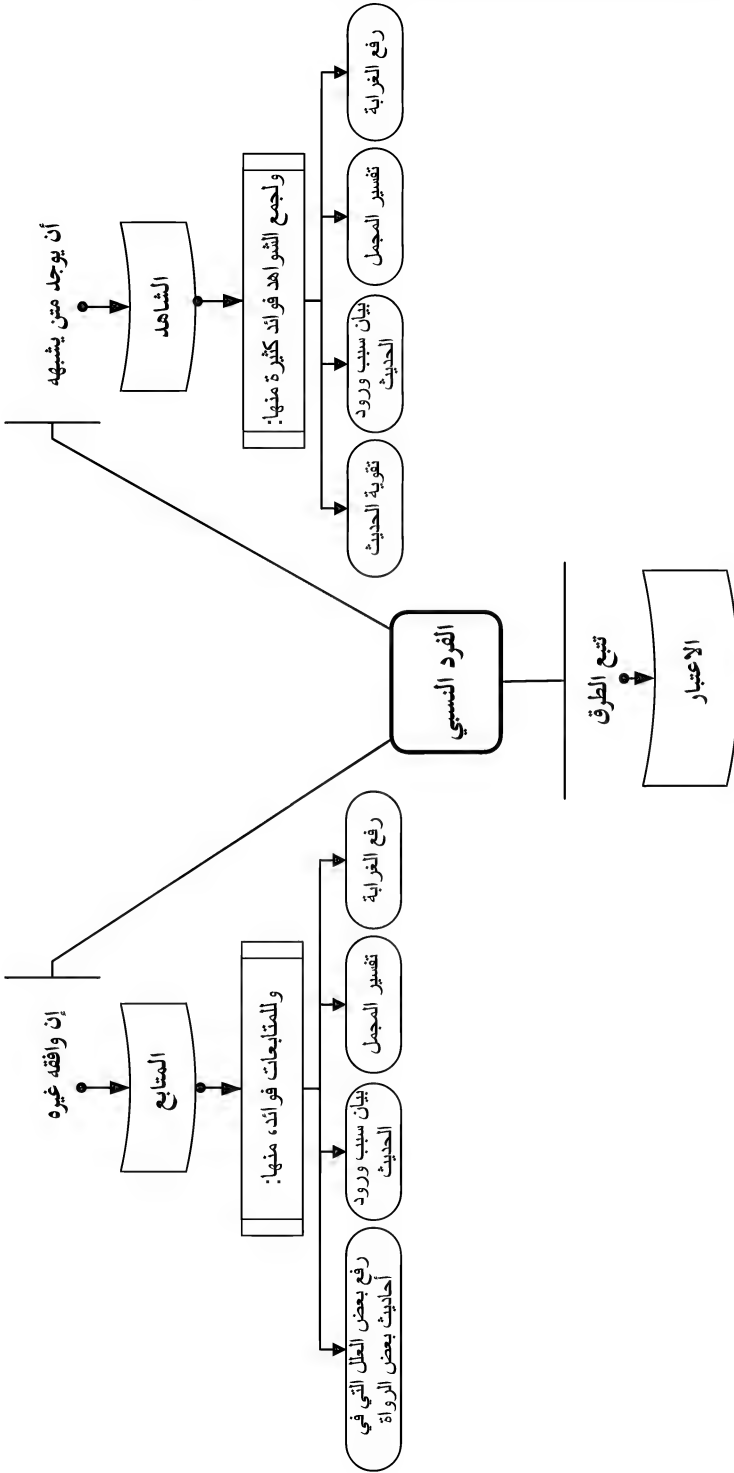 الفرد النسبي
أن يوجد متن يشبهه
الشاهد
ولجمع الشواهد فوائد كثيرة منها:
رفع الغرابة
تفسير المجمل
بيان سبب ورود
الحديث
تقوية الحديث
إن وافقه غيره
المتابع
وللمتابعات فوائد، منها:
رفع الغرابة
تفسير المجمل
بيان سبب ورود
الحديث
رفع بعض العلل التي في
أحاديث بعض الرواة
تتبع الطرق
الاعتبار